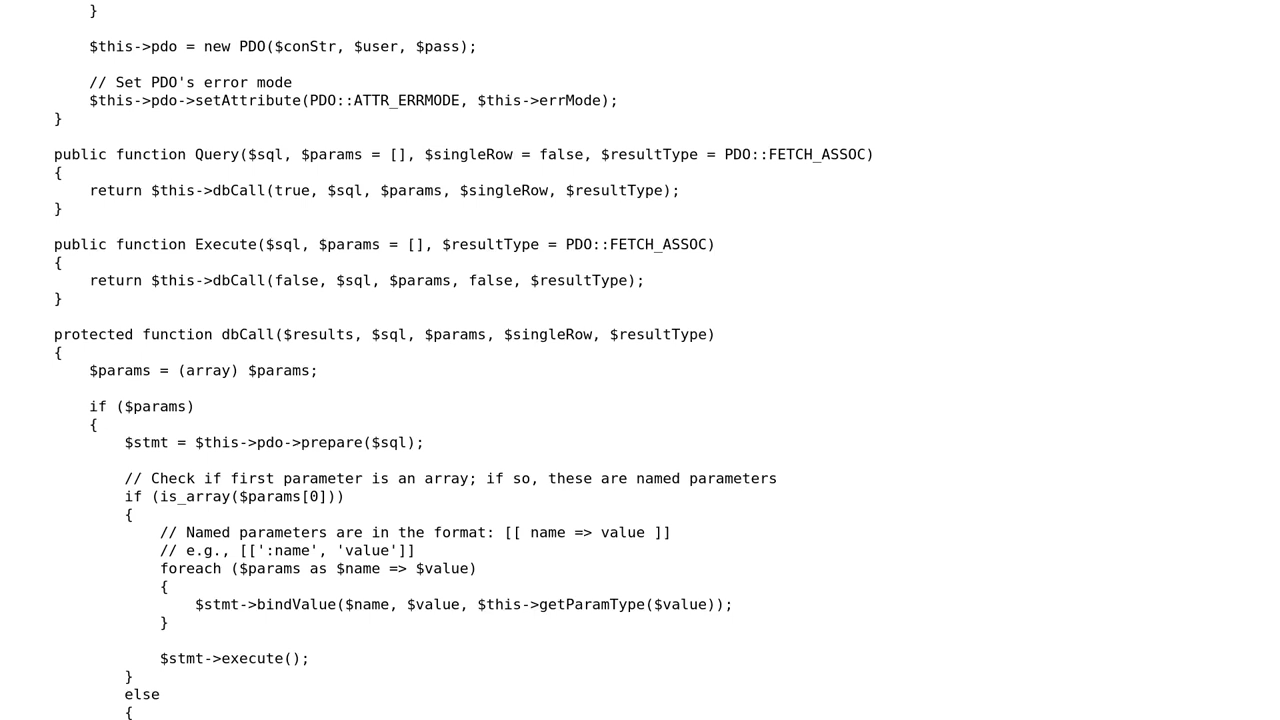 }
$this->pdo = new PDO($conStr, $user, $pass);
// Set PDO's error mode
$this->pdo->setAttribute(PDO::ATTR_ERRMODE, $this->errMode);
}
public function Query($sql, $params = [], $singleRow = false, $resultType = PDO::FETCH_ASSOC)
{
return $this->dbCall(true, $sql, $params, $singleRow, $resultType);
}
public function Execute($sql, $params = [], $resultType = PDO::FETCH_ASSOC)
{
return $this->dbCall(false, $sql, $params, false, $resultType);
}
protected function dbCall($results, $sql, $params, $singleRow, $resultType)
{
$params = (array) $params;
if ($params)
{
$stmt = $this->pdo->prepare($sql);
// Check if first parameter is an array; if so, these are named parameters
if (is_array($params[0]))
{
// Named parameters are in the format: [[ name => value ]]
// e.g., [[':name', 'value']]
foreach ($params as $name => $value)
{
$stmt->bindValue($name, $value, $this->getParamType($value));
}
$stmt->execute();
}
else
{